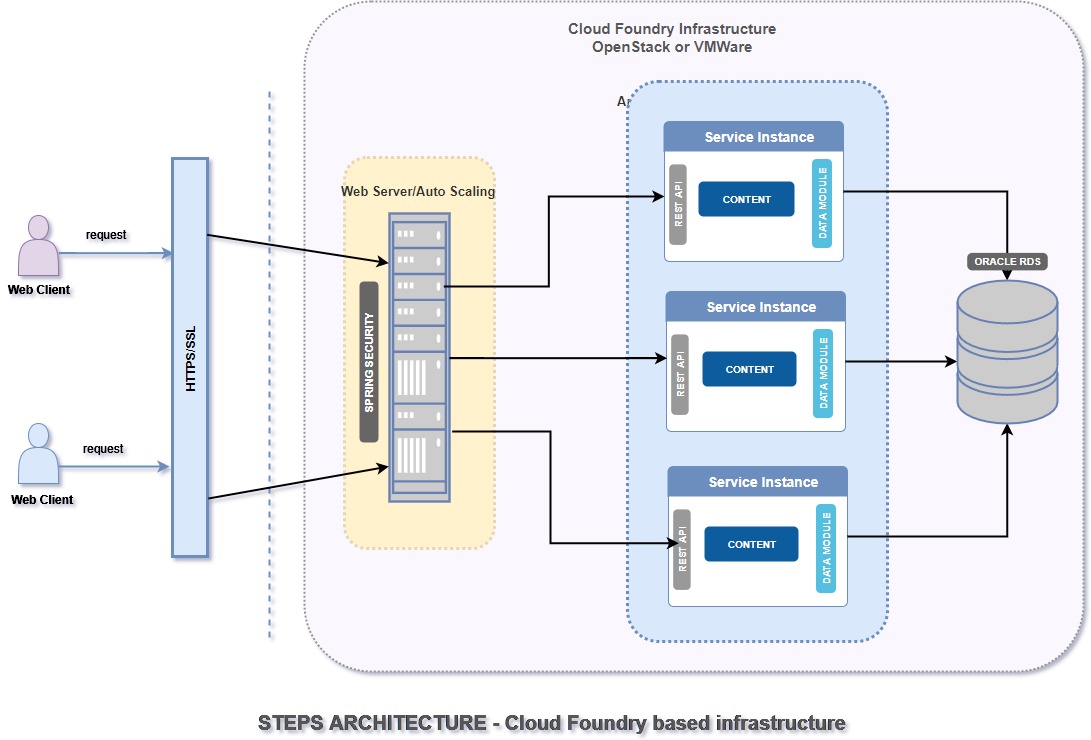 Cloud Foundry Infrastructure
OpenStack or VMWare
Web Server/Auto Scaling
SPRING SECURITY
request
Web Client
request
Web Client
HTTPS/SSL
Service Instance
REST API
CONTENT
DATA MODULE
Service Instance
REST API
CONTENT
DATA MODULE
Service Instance
REST API
CONTENT
DATA MODULE
ORACLE RDS
STEPS ARCHITECTURE - Cloud Foundry based infrastructure